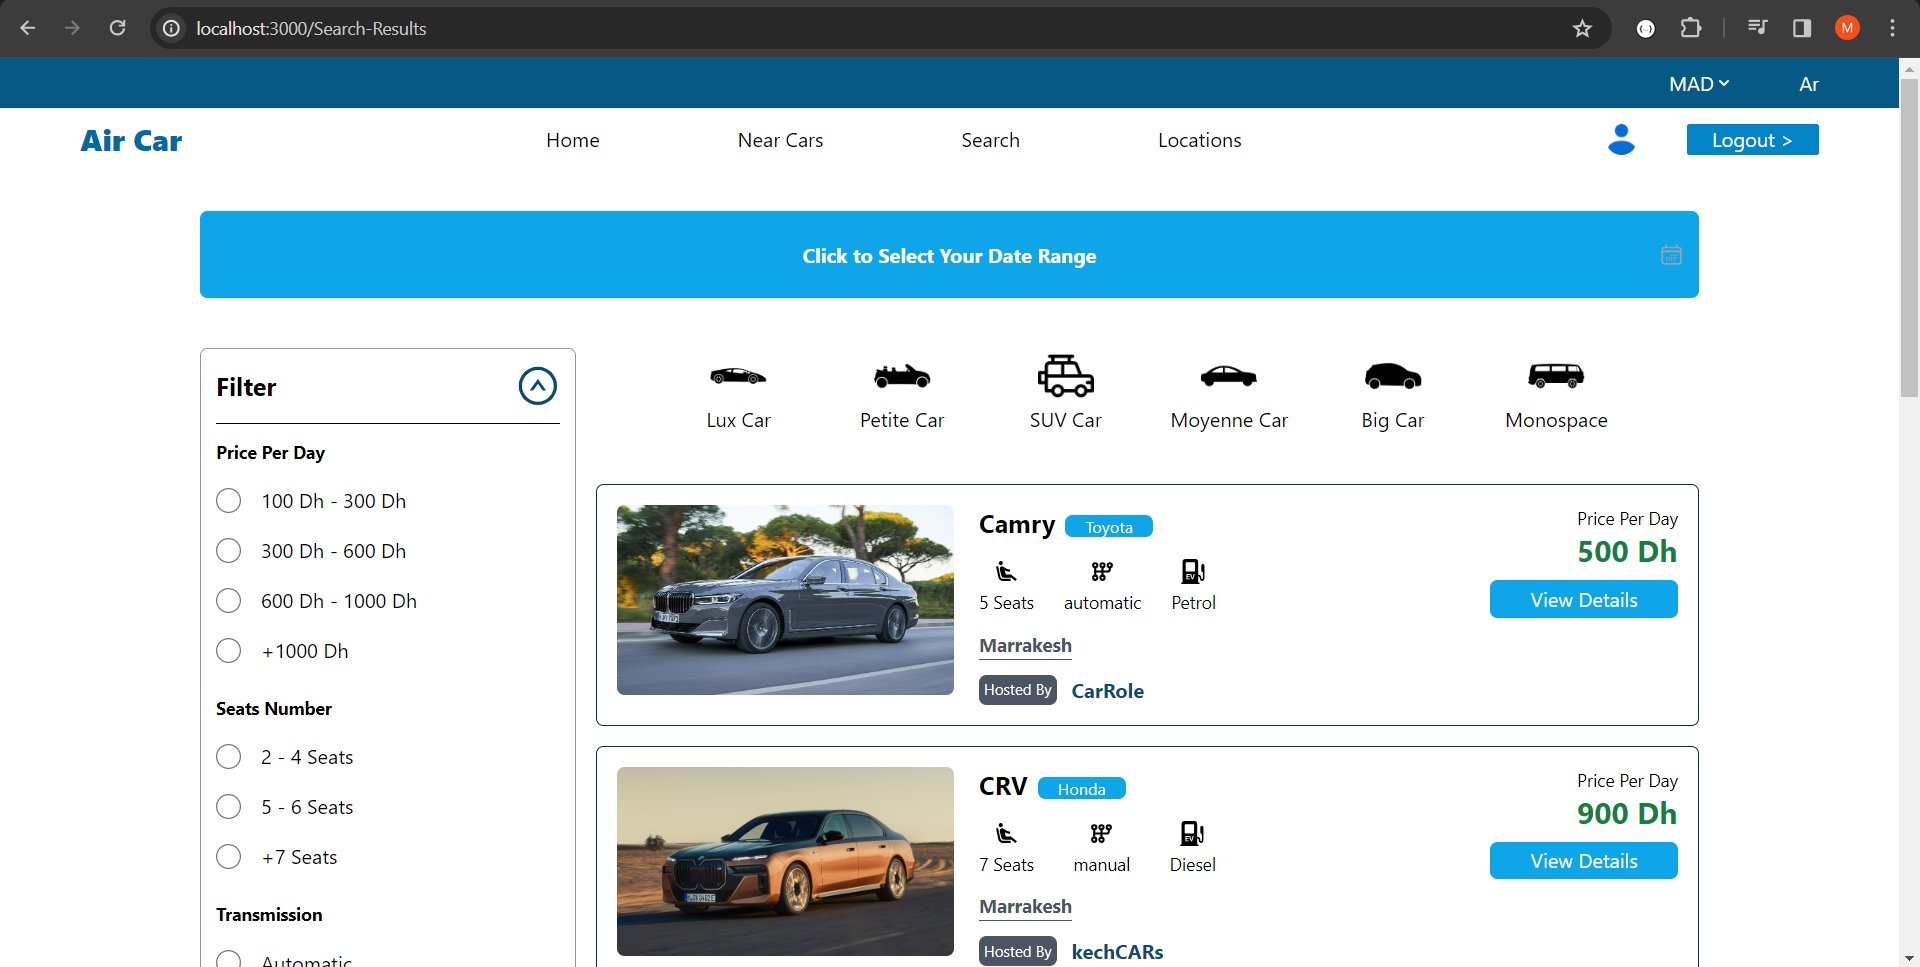 localhost:3000/Search-Results
M
MAD
Ar
Air Car
Home
Near Cars
Search
Locations
Logout >
Click to Select Your Date Range
Filter
Price Per Day
100 Dh - 300 Dh
300 Dh - 600 Dh
600 Dh - 1000 Dh
+1000 Dh
Seats Number
2 - 4 Seats
5 - 6 Seats
+7 Seats
Transmission
Automatic
Lux Car
Petite Car
SUV Car
Moyenne Car
Big Car
Monospace
Camry
Toyota
5 Seats
automatic
EV
Petrol
Marrakesh
Hosted By
CarRole
Price Per Day
500 Dh
View Details
CRV
Honda
7 Seats
manual
EV
Diesel
Marrakesh
Hosted By
kechCARs
Price Per Day
900 Dh
View Details